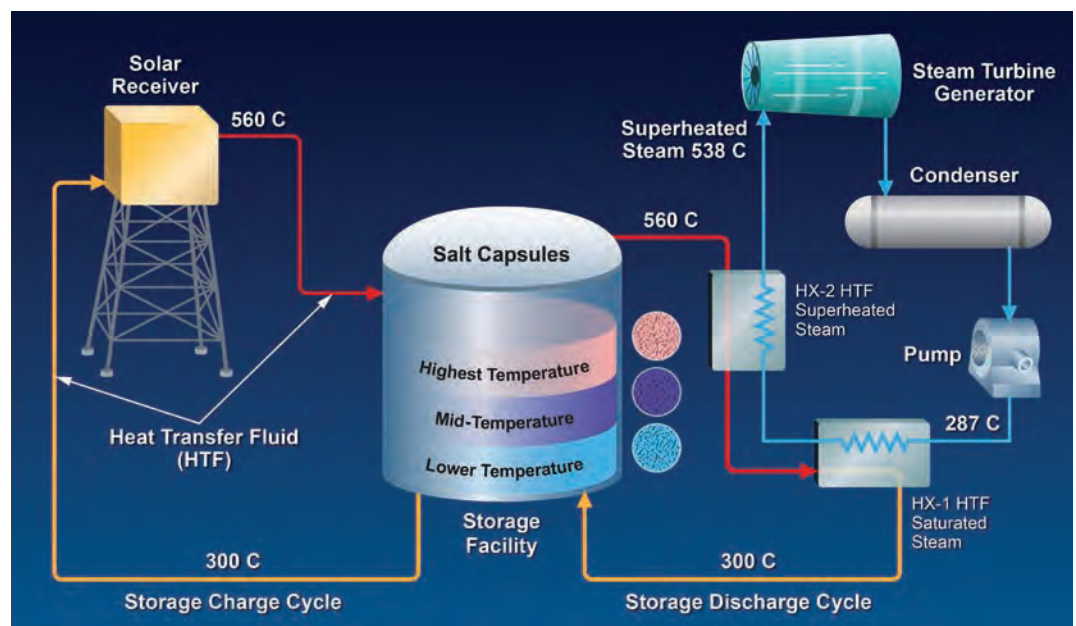 Solar
Receiver
560 C
Superheated
Steam 538 C
Steam Turbine
Generator
Condenser
Salt Capsules
560 C
HX-2 HTF
Superheated
Steam
Pump
Highest Temperature
Mid-Temperature
Lower Temperature
Heat Transfer Fluid
(HTF)
287 C
HX-1 HTF
Saturated
Steam
Storage
Facility
300 C
300 C
Storage Charge Cycle
Storage Discharge Cycle